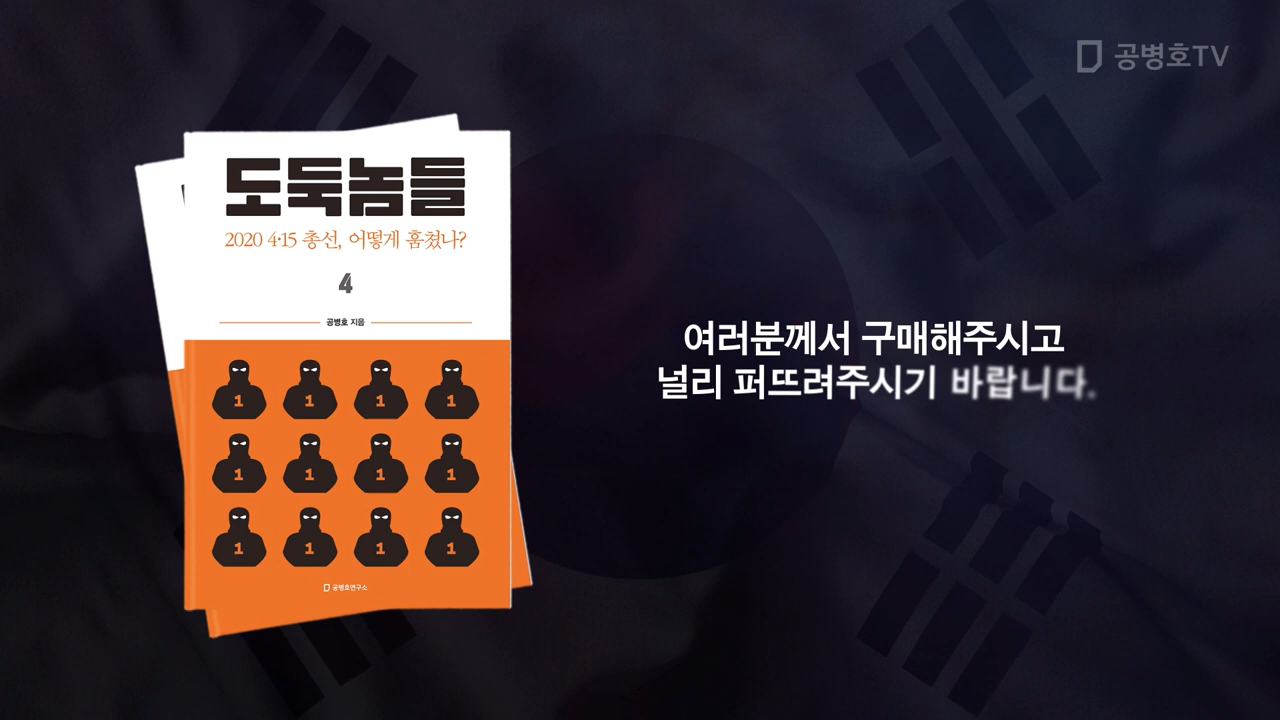 공병호TV
도둑놈들
2020 4·15 총선, 어떻게 훔쳤나?
4
공병호 지음
1 1 1 1
1 1 1 1
1 1 1 1
공병호연구소
여러분께서 구매해주시고
널리 퍼뜨려주시기 바랍니다.